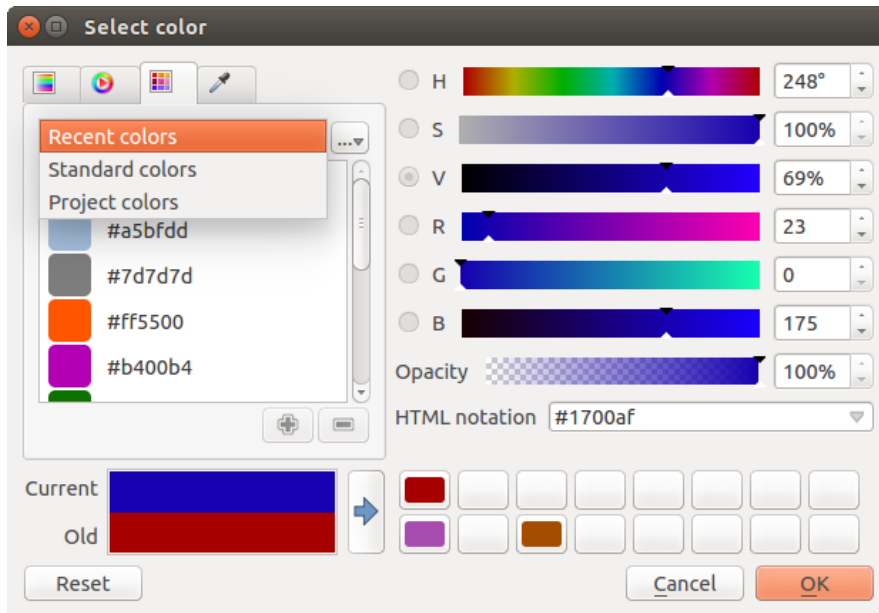 Select color
Recent colors
...
Standard colors
Project colors
#a5bfdd
#7d7d7d
#ff5500
#b400b4
H 248°
S 100%
V 69%
R 23
G 0
B 175
Opacity 100%
HTML notation #1700af
Current
Old
Reset
Cancel
OK